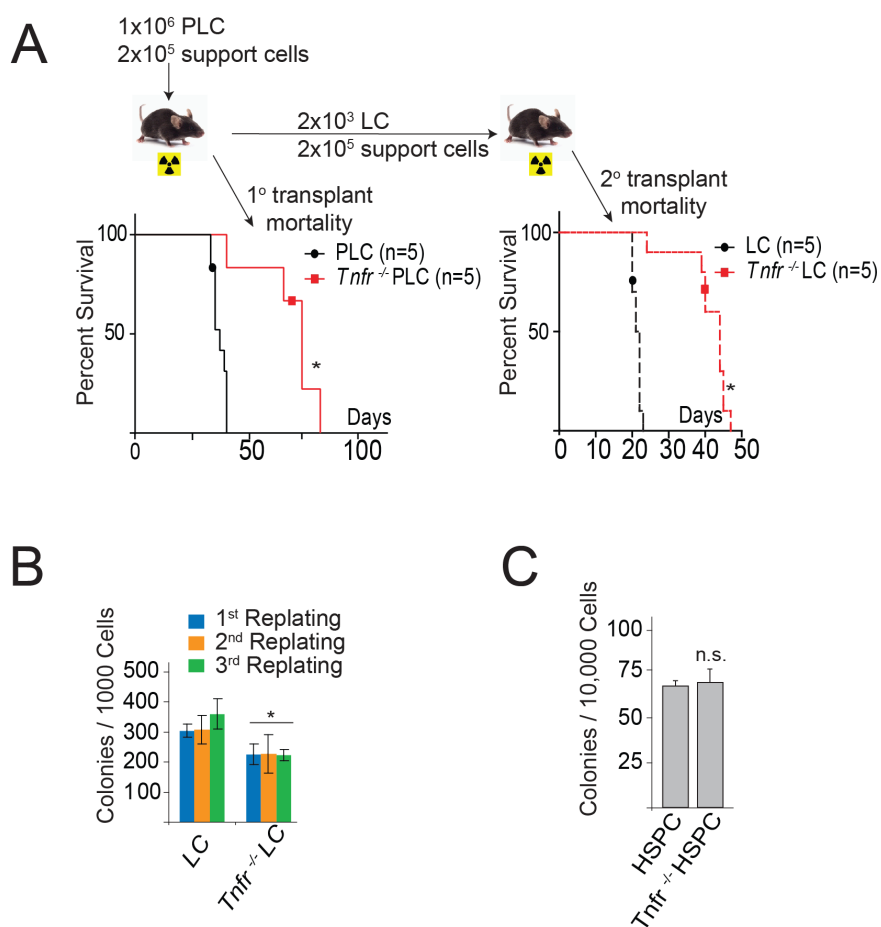 A
1x10⁶ PLC
2x10⁵ support cells
2x10³ LC
2x10⁵ support cells
1º transplant
mortality
2º transplant
mortality
Percent Survival
100
50
PLC (n=5)
Tnfr -/- PLC (n=5)
*
Days
0
50
100
Percent Survival
100
50
LC (n=5)
Tnfr -/- LC (n=5)
*
Days
0 10 20 30 40 50
B
1st Replating
2nd Replating
3rd Replating
Colonies / 1000 Cells
500
400
300
200
100
*
LC
Tnfr -/- LC
C
Colonies / 10,000 Cells
100
75
50
25
n.s.
HSPC
Tnfr -/- HSPC